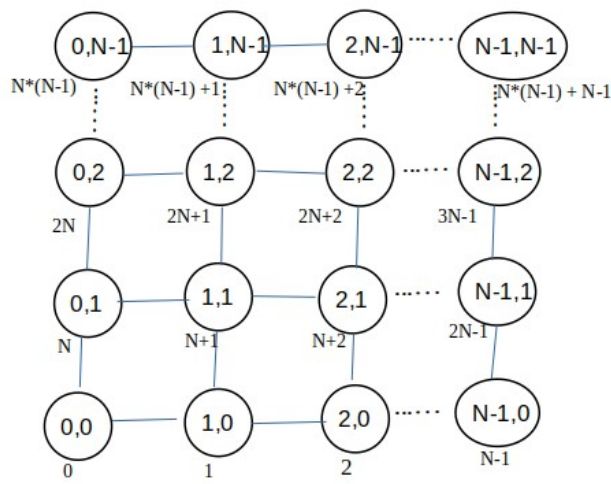 0,N-1 1,N-1 2,N-1 N-1,N-1
N*(N-1) N*(N-1) +1 N*(N-1) +2 N*(N-1) + N-1
0,2 1,2 2,2 N-1,2
2N 2N+1 2N+2 3N-1
0,1 1,1 2,1 N-1,1
N N+1 N+2 2N-1
0,0 1,0 2,0 N-1,0
0 1 2 N-1